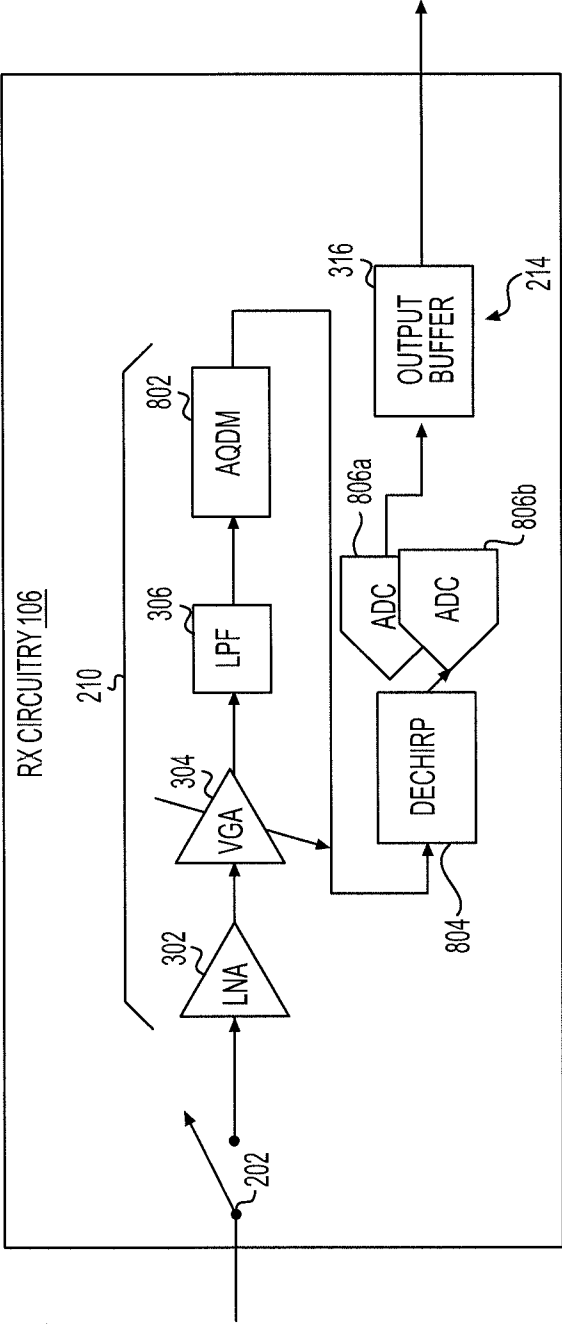 RX CIRCUITRY 106
210
202
302
LNA
304
VGA
306
LPF
802
AQDM
804
DECHIRP
806a
ADC
806b
ADC
316
OUTPUT
BUFFER
214